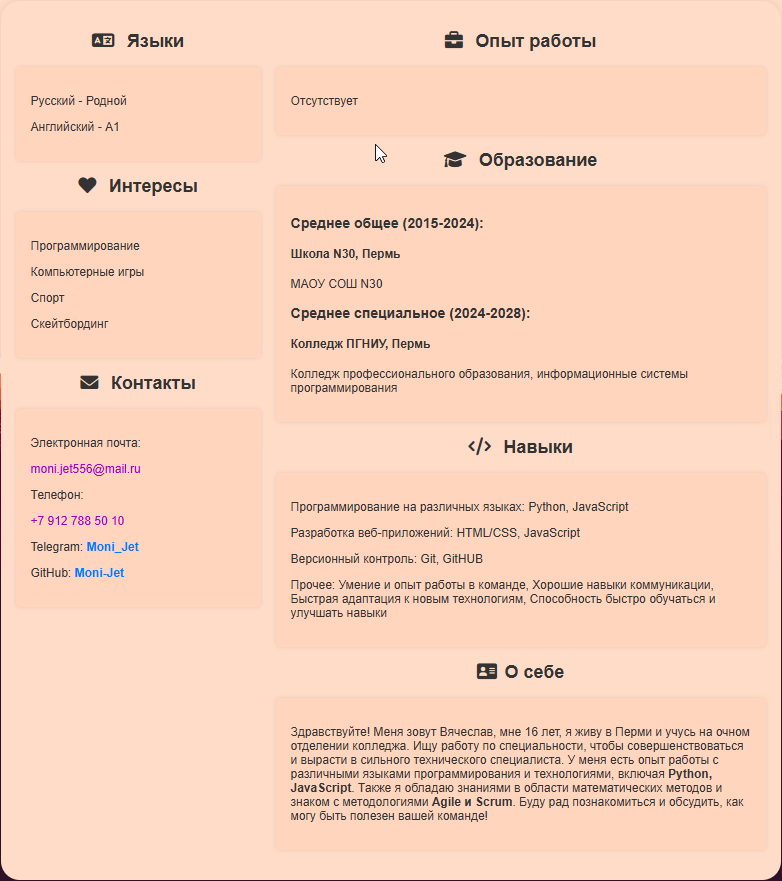 Языки
Русский - Родной
Английский - A1
Интересы
Программирование
Компьютерные игры
Спорт
Скейтбординг
Контакты
Электронная почта:
moni.jet556@mail.ru
Телефон:
+7 912 788 50 10
Telegram: Moni_Jet
GitHub: Moni-Jet
Опыт работы
Отсутствует
Образование
Среднее общее (2015-2024):
Школа N30, Пермь
МАОУ СОШ N30
Среднее специальное (2024-2028):
Колледж ПГНИУ, Пермь
Колледж профессионального образования, информационные системы
программирования
Навыки
Программирование на различных языках: Python, JavaScript
Разработка веб-приложений: HTML/CSS, JavaScript
Версионный контроль: Git, GitHUB
Прочее: Умение и опыт работы в команде, Хорошие навыки коммуникации,
Быстрая адаптация к новым технологиям, Способность быстро обучаться и
улучшать навыки
О себе
Здравствуйте! Меня зовут Вячеслав, мне 16 лет, я живу в Перми и учусь на очном
отделении колледжа. Ищу работу по специальности, чтобы совершенствоваться
и вырасти в сильного технического специалиста. У меня есть опыт работы с
различными языками программирования и технологиями, включая Python,
JavaScript. Также я обладаю знаниями в области математических методов и
знаком с методологиями Agile и Scrum. Буду рад познакомиться и обсудить, как
могу быть полезен вашей команде!